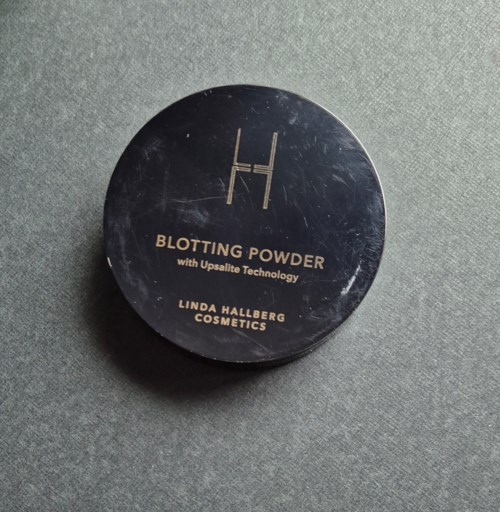 BLOTTING POWDER
with Upsalite Technology
LINDA HALLBERG
COSMETICS